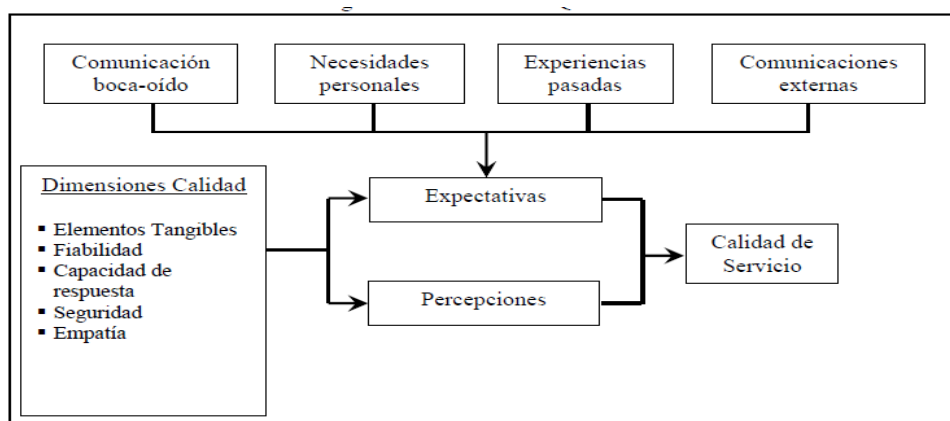 Comunicación
boca-oído
Necesidades
personales
Experiencias
pasadas
Comunicaciones
externas
Dimensiones Calidad
▪ Elementos Tangibles
▪ Fiabilidad
▪ Capacidad de
respuesta
▪ Seguridad
▪ Empatía
Expectativas
Percepciones
Calidad de
Servicio